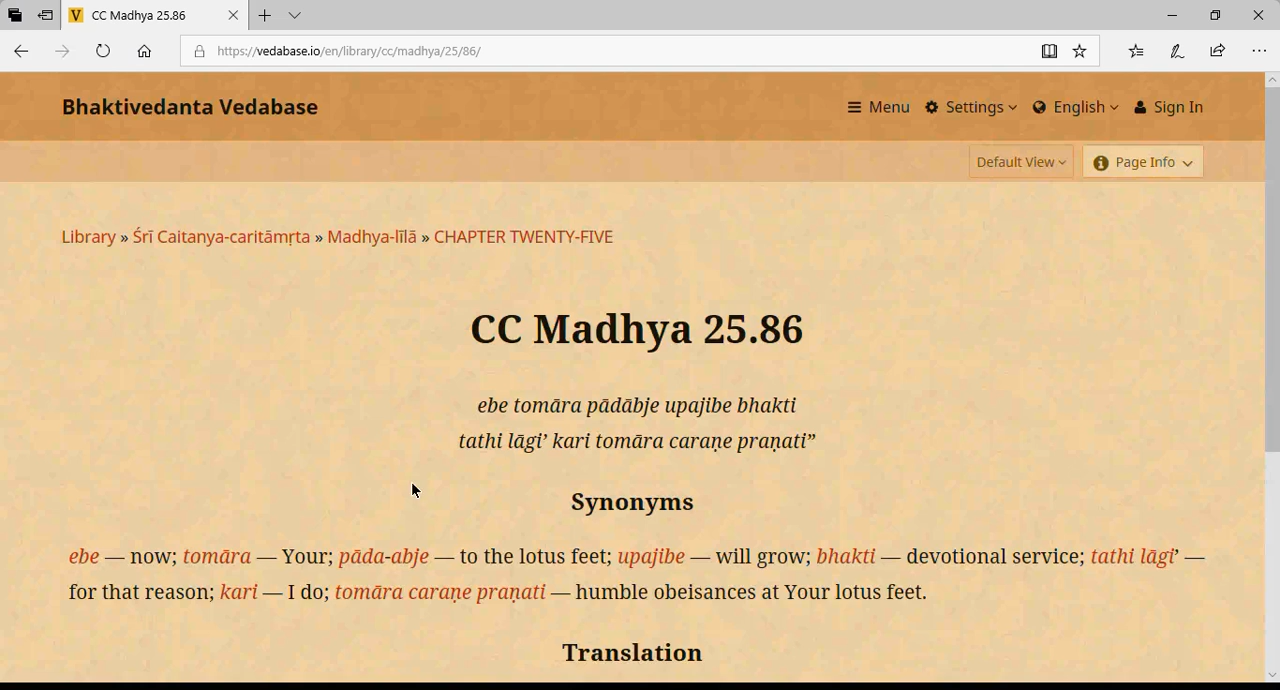 CC Madhya 25.86
https://vedabase.io/en/library/cc/madhya/25/86/
Bhaktivedanta Vedabase
Menu Settings English Sign In
Default View Page Info
Library » Śrī Caitanya-caritāmṛta » Madhya-līlā » CHAPTER TWENTY-FIVE
CC Madhya 25.86
ebe tomāra pādābje upajibe bhakti
tathi lāgi’ kari tomāra caraṇe praṇati”
Synonyms
ebe — now; tomāra — Your; pāda-abje — to the lotus feet; upajibe — will grow; bhakti — devotional service; tathi lāgi’ —
for that reason; kari — I do; tomāra caraṇe praṇati — humble obeisances at Your lotus feet.
Translation